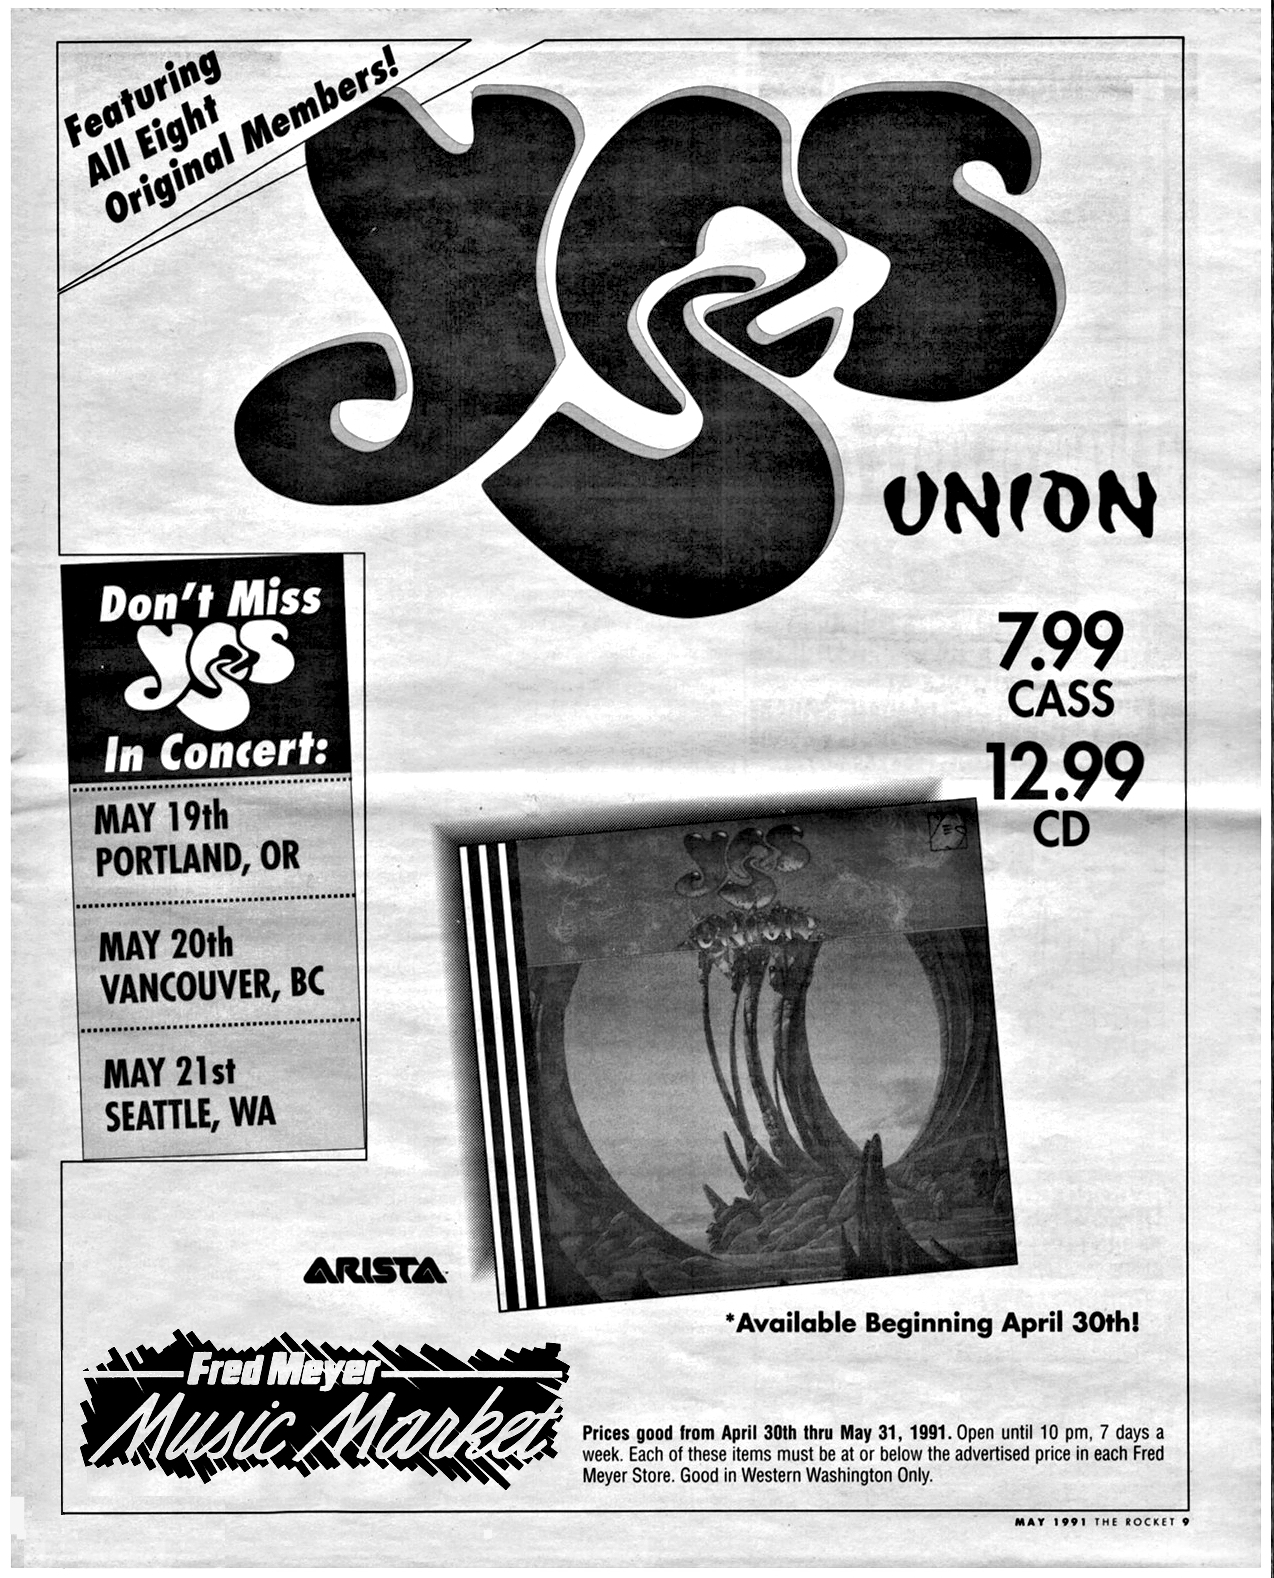 Featuring
All Eight
Original Members!
YES
UNION
7.99
CASS
12.99
CD
Don't Miss
YES
In Concert:
MAY 19th
PORTLAND, OR
MAY 20th
VANCOUVER, BC
MAY 21st
SEATTLE, WA
YES
YES
UNION
ARISTA
*Available Beginning April 30th!
Fred Meyer
Music Market
Prices good from April 30th thru May 31, 1991. Open until 10 pm, 7 days a
week. Each of these items must be at or below the advertised price in each Fred
Meyer Store. Good in Western Washington Only.
MAY 1991 THE ROCKET 9